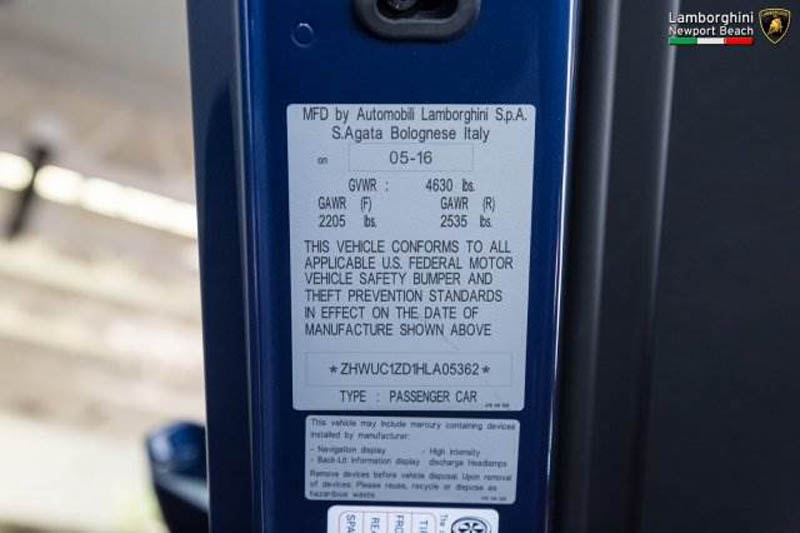 Lamborghini
Newport Beach
MFD by Automobili Lamborghini S.p.A.
S.Agata Bolognese Italy
on 05-16
GVWR : 4630 lbs.
GAWR (F) GAWR (R)
2205 lbs. 2535 lbs.
THIS VEHICLE CONFORMS TO ALL
APPLICABLE U.S. FEDERAL MOTOR
VEHICLE SAFETY BUMPER AND
THEFT PREVENTION STANDARDS
IN EFFECT ON THE DATE OF
MANUFACTURE SHOWN ABOVE
*ZHWUC1ZD1HLA05362*
TYPE : PASSENGER CAR
This vehicle may include mercury containing devices
installed by manufacturer:
- Navigation display - High Intensity
- Back-Lit Information display discharge Headlamps
Remove devices before vehicle disposal. Upon removal
of devices. Please reuse, recycle or dispose as
hazardous waste.